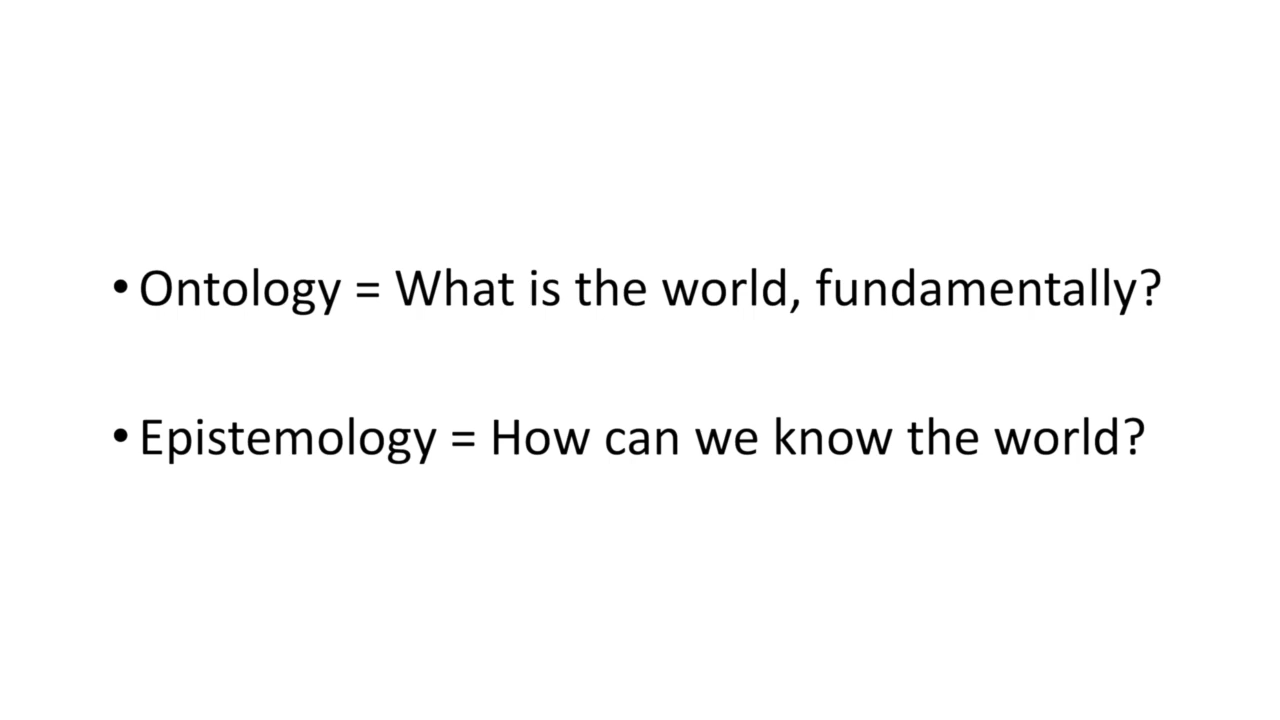 • Ontology = What is the world, fundamentally?
• Epistemology = How can we know the world?